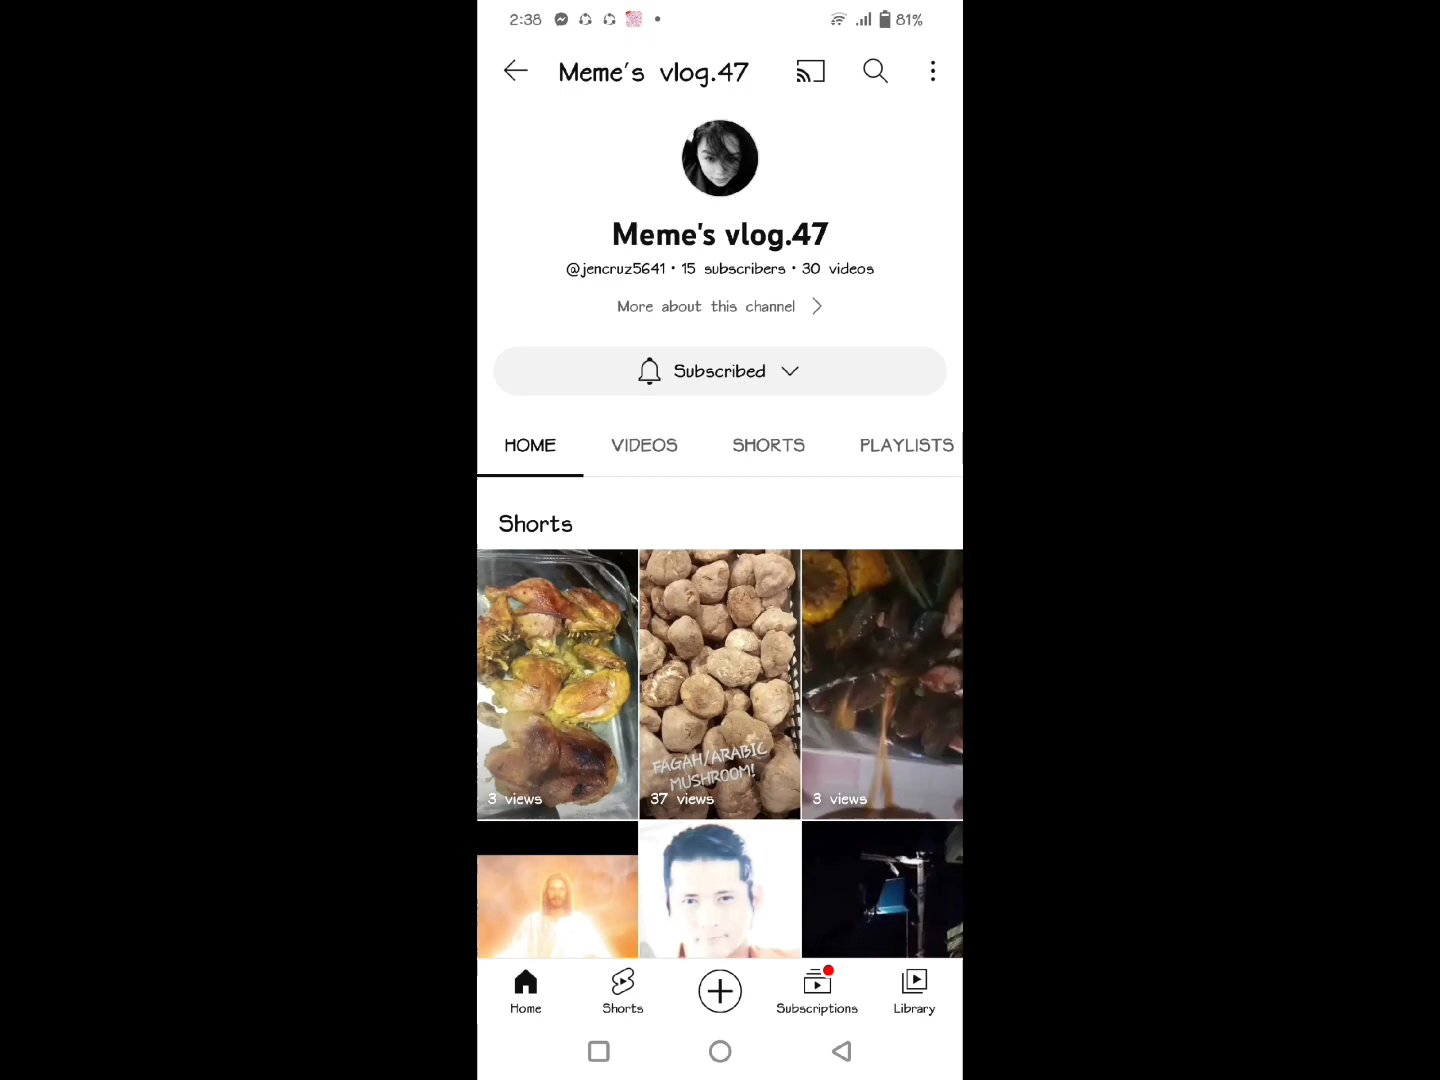 2:38
81%
Meme's vlog.47
Meme's vlog.47
@jencruz5641 • 15 subscribers • 30 videos
More about this channel
Subscribed
HOME VIDEOS SHORTS PLAYLISTS
Shorts
FAGAH/ARABIC
MUSHROOM!
3 views 37 views 3 views
Home Shorts Subscriptions Library